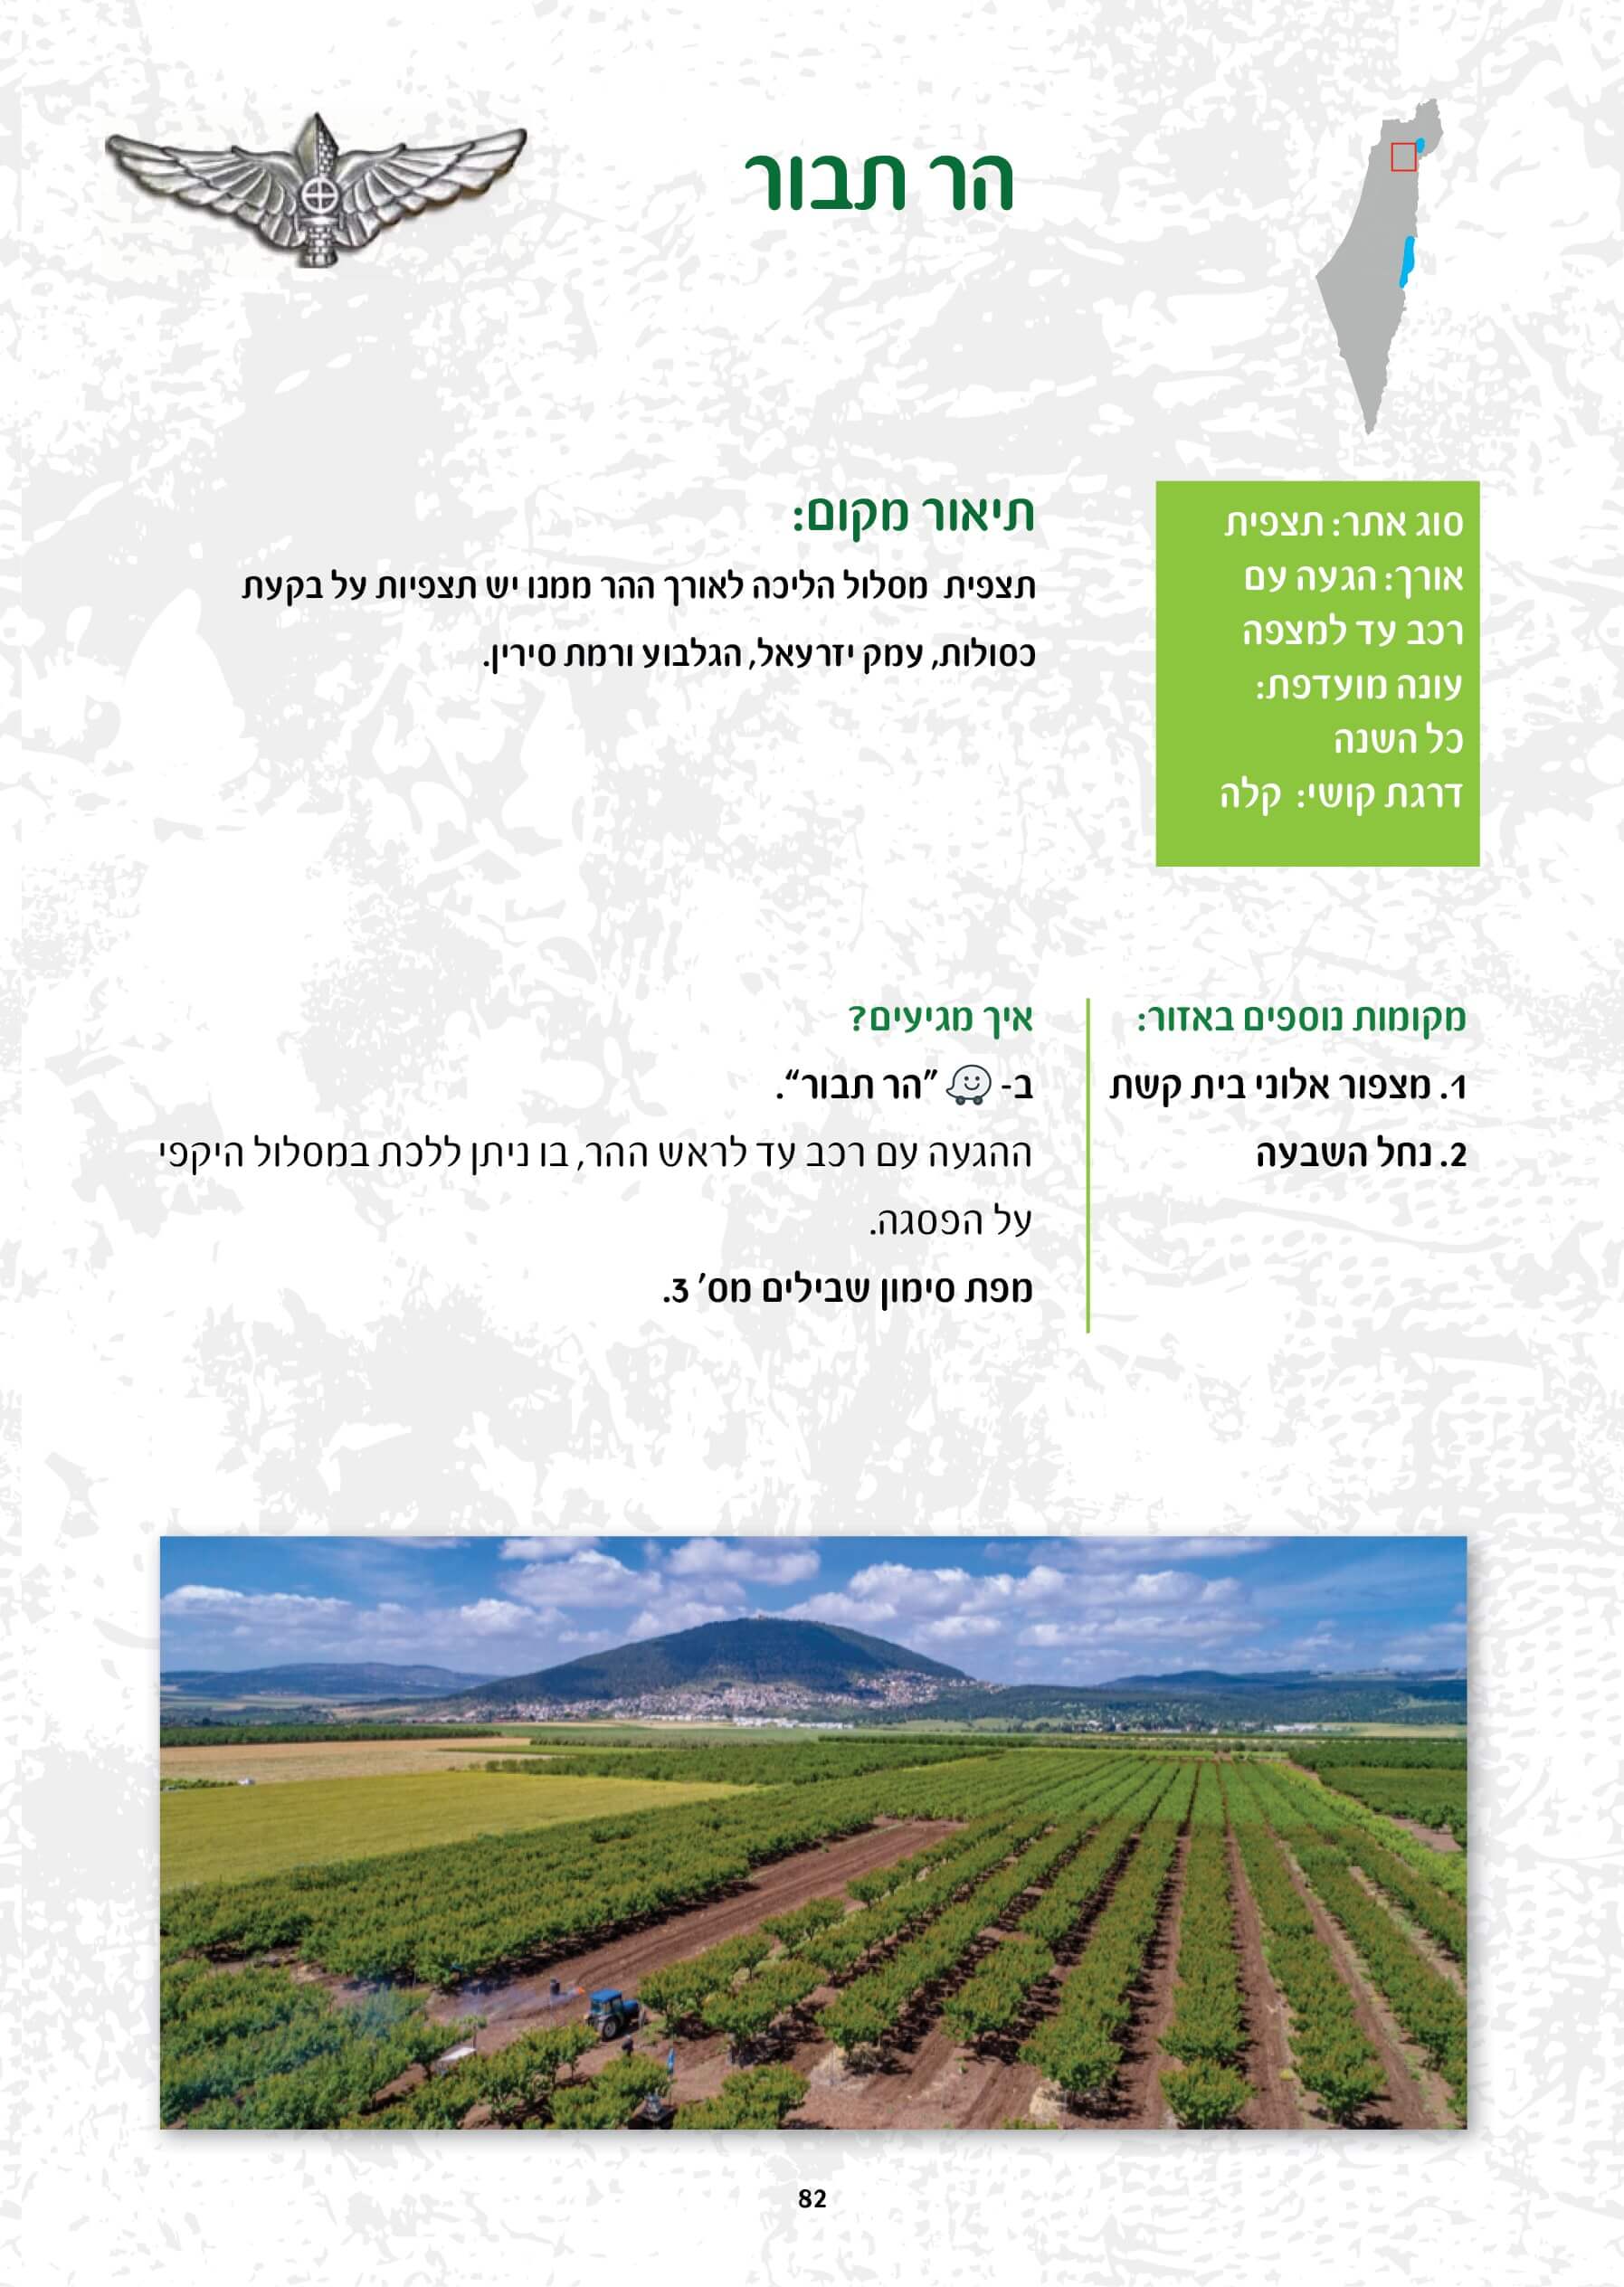 הר תבור
סוג אתר: תצפית
אורך: הגעה עם
רכב עד למצפה
עונה מועדפת:
כל השנה
דרגת קושי: קלה
תיאור מקום:
תצפית מסלול הליכה לאורך ההר ממנו יש תצפיות על בקעת
כסולות, עמק יזרעאל, הגלבוע ורמת סירין.
מקומות נוספים באזור:
1. מצפור אלוני בית קשת
2. נחל השבעה
איך מגיעים?
ב- ”הר תבור“.
ההגעה עם רכב עד לראש ההר, בו ניתן ללכת במסלול היקפי
על הפסגה.
מפת סימון שבילים מס’ 3.
82